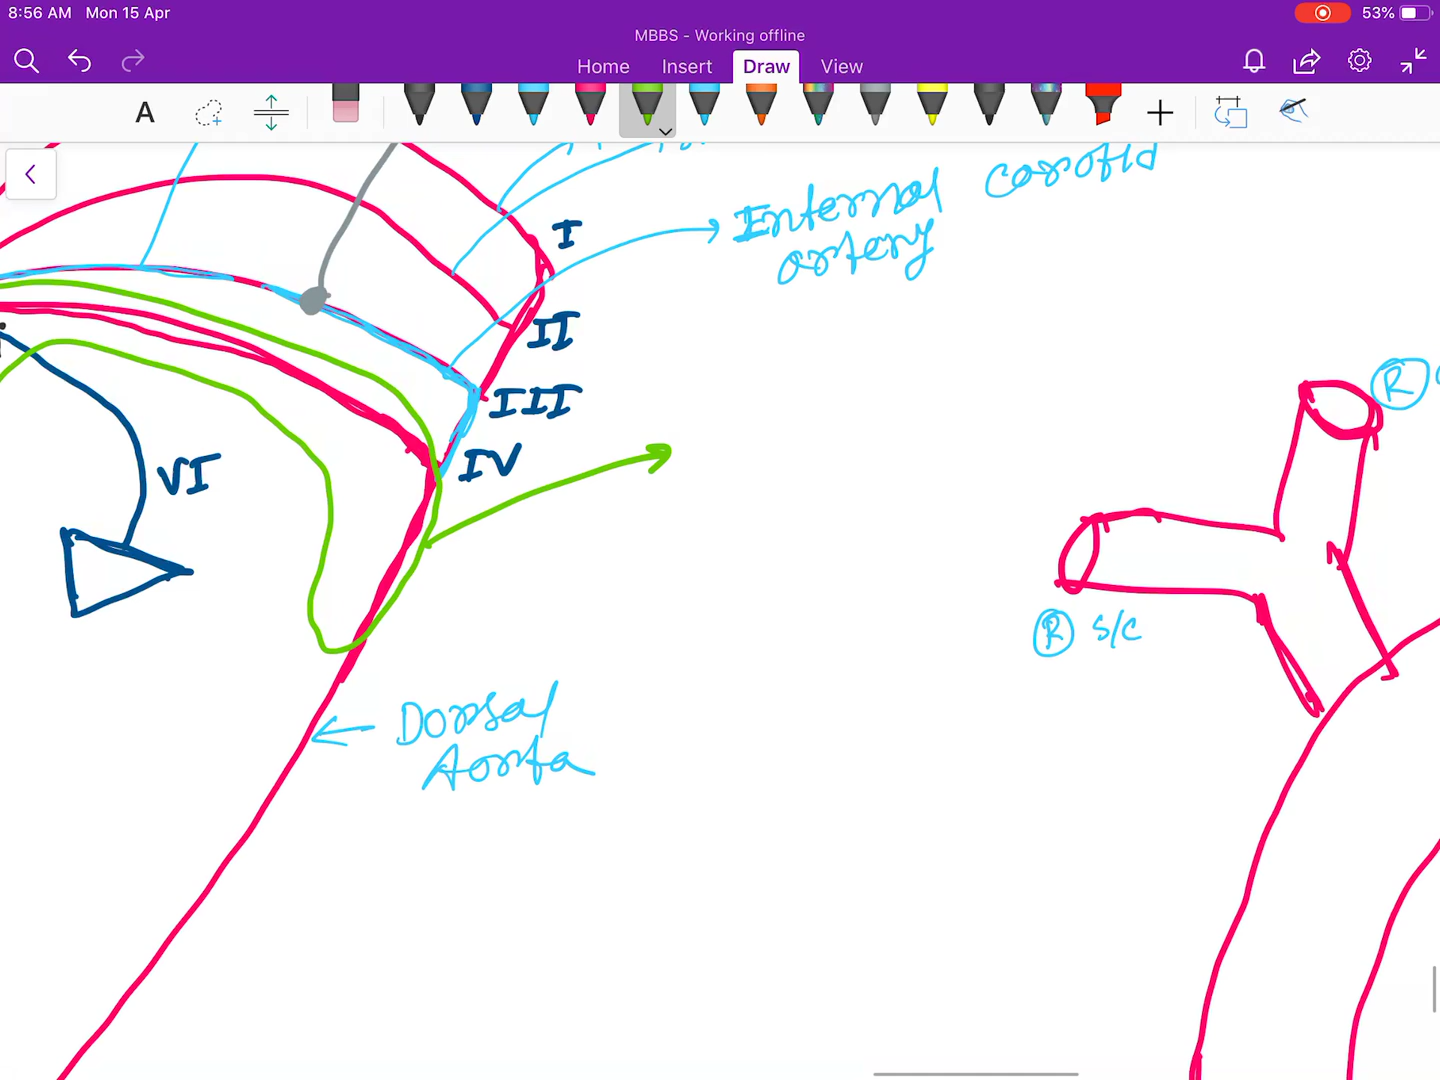 8:56 AM Mon 15 Apr
53%
MBBS - Working offline
Home Insert Draw View
A
Internal carotid
artery
I
II
III
IV
VI
R
R S/C
Dorsal
Aorta